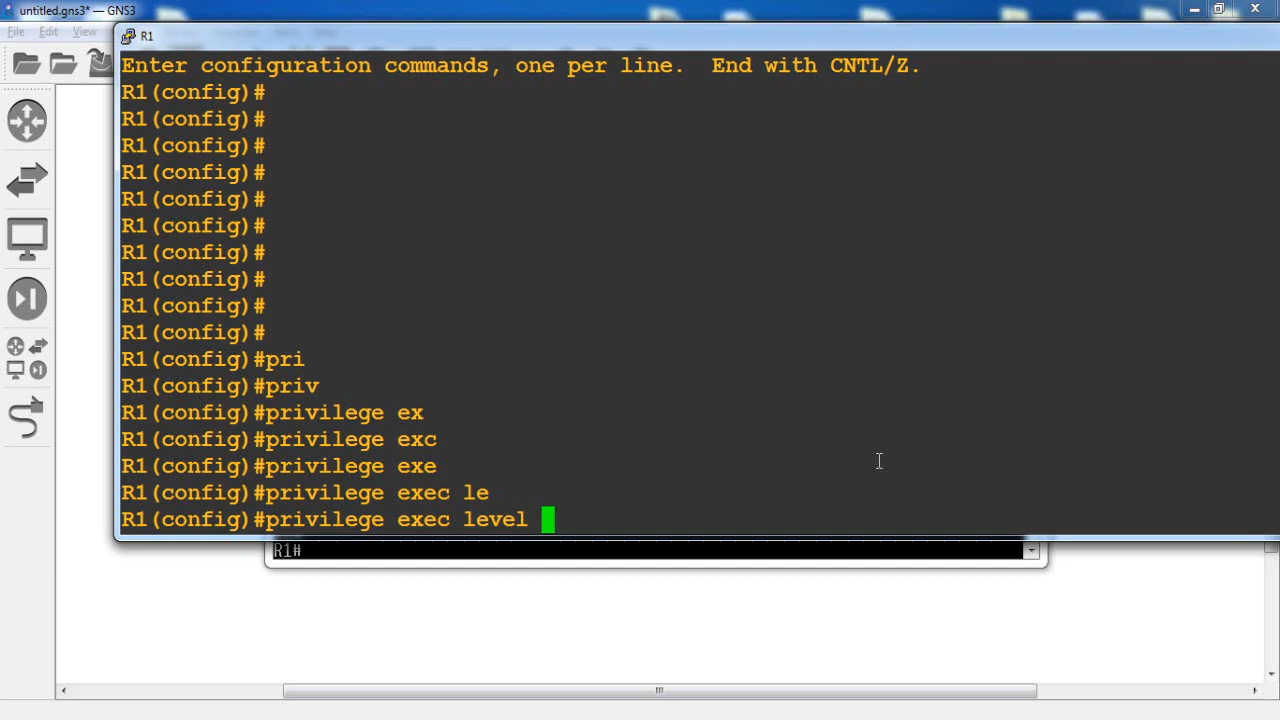 untitled.gns3* — GNS3
File Edit View
R1
Enter configuration commands, one per line.  End with CNTL/Z.
R1(config)#
R1(config)#
R1(config)#
R1(config)#
R1(config)#
R1(config)#
R1(config)#
R1(config)#
R1(config)#
R1(config)#
R1(config)#pri
R1(config)#priv
R1(config)#privilege ex
R1(config)#privilege exc
R1(config)#privilege exe
R1(config)#privilege exec le
R1(config)#privilege exec level
R1#